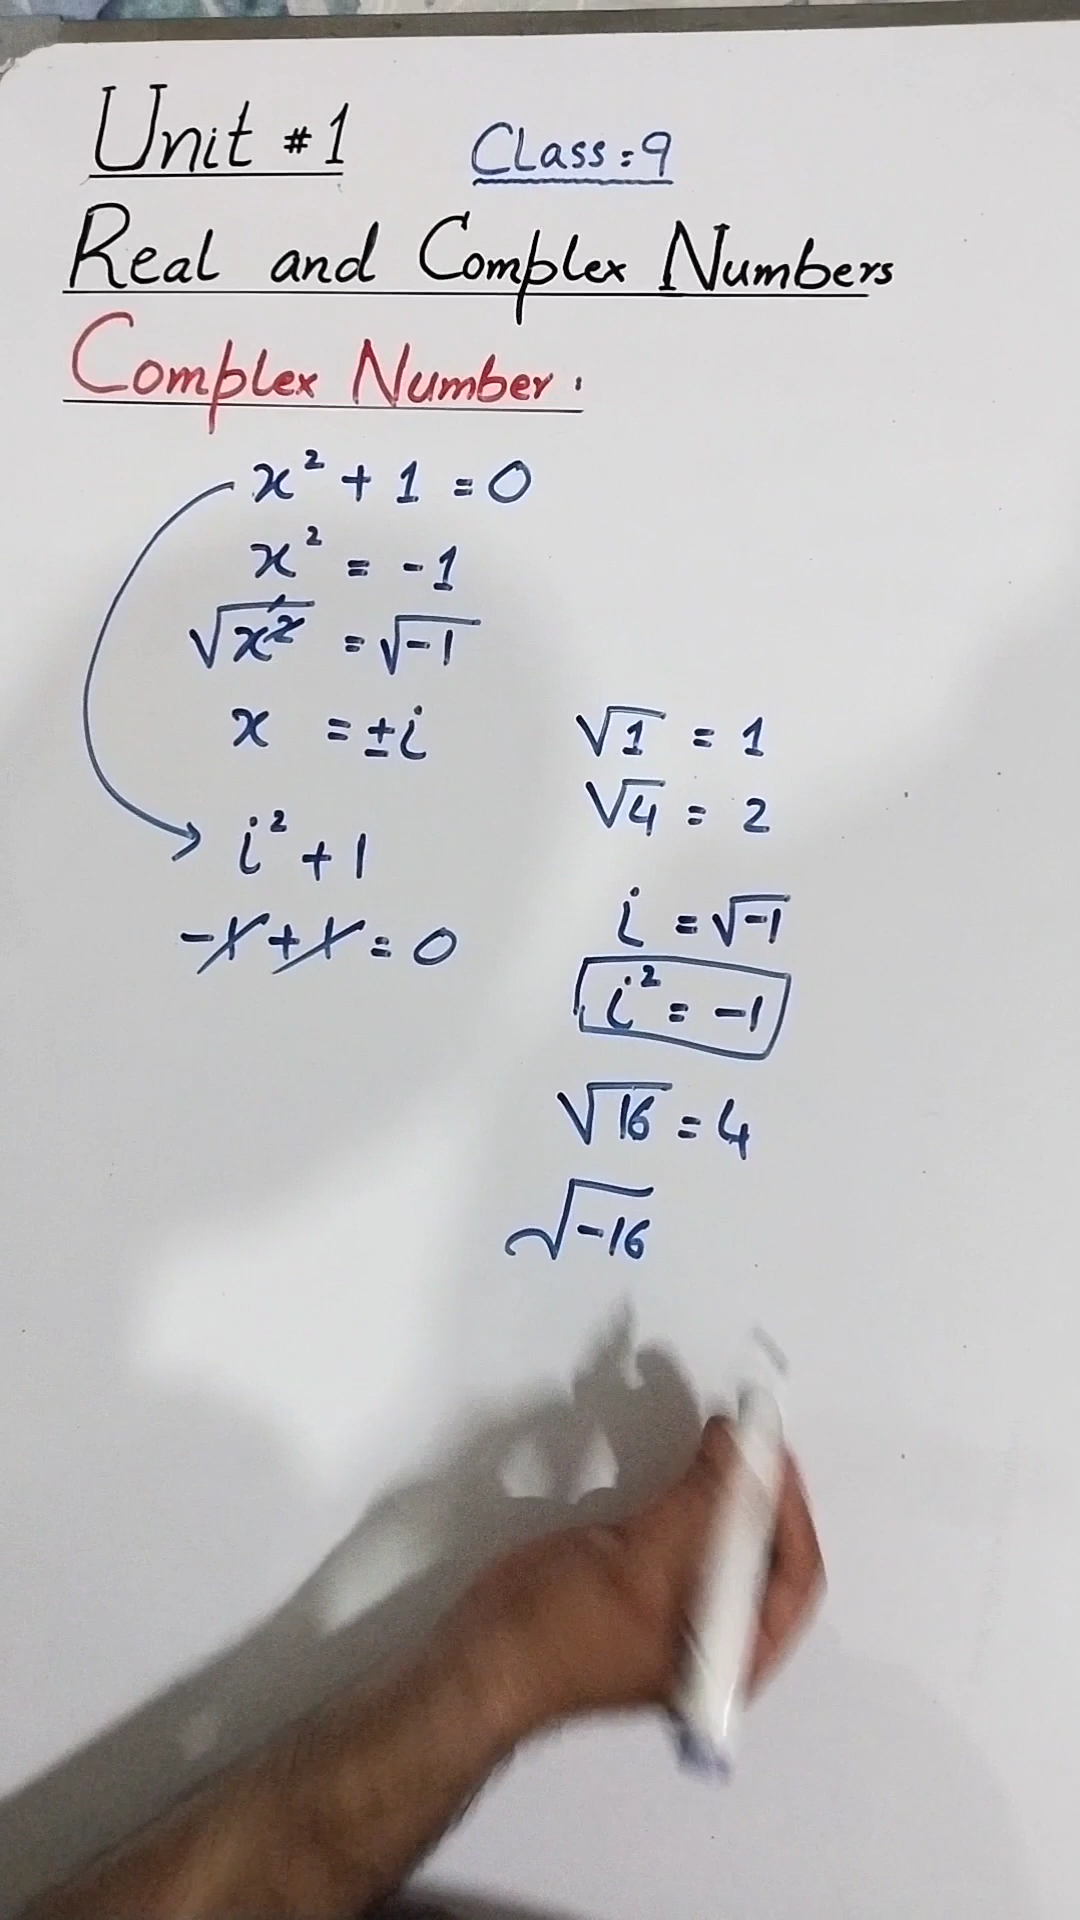 Unit #1
Class: 9
Real and Complex Numbers
Complex Number:
x² + 1 = 0
x² = -1
√x² = √-1
x = ±i
i² + 1
-1 + 1 = 0
√1 = 1
√4 = 2
i = √-1
i² = -1
√16 = 4
√-16